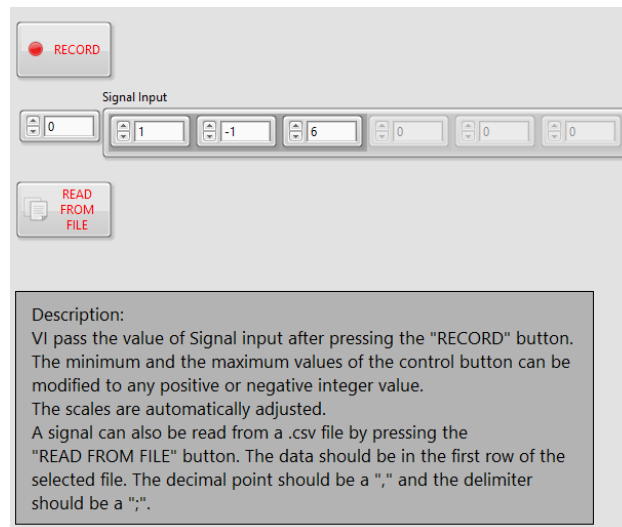 RECORD
Signal Input
0 1 -1 6 0 0 0
READ
FROM
FILE
Description:
VI pass the value of Signal input after pressing the "RECORD" button.
The minimum and the maximum values of the control button can be
modified to any positive or negative integer value.
The scales are automatically adjusted.
A signal can also be read from a .csv file by pressing the
"READ FROM FILE" button. The data should be in the first row of the
selected file. The decimal point should be a "," and the delimiter
should be a ";".